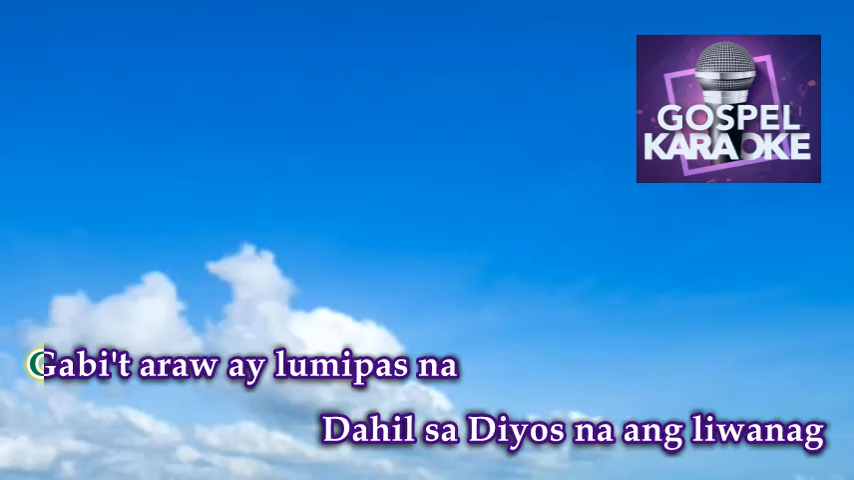 GOSPEL
KARAOKE
Gabi't araw ay lumipas na
Dahil sa Diyos na ang liwanag